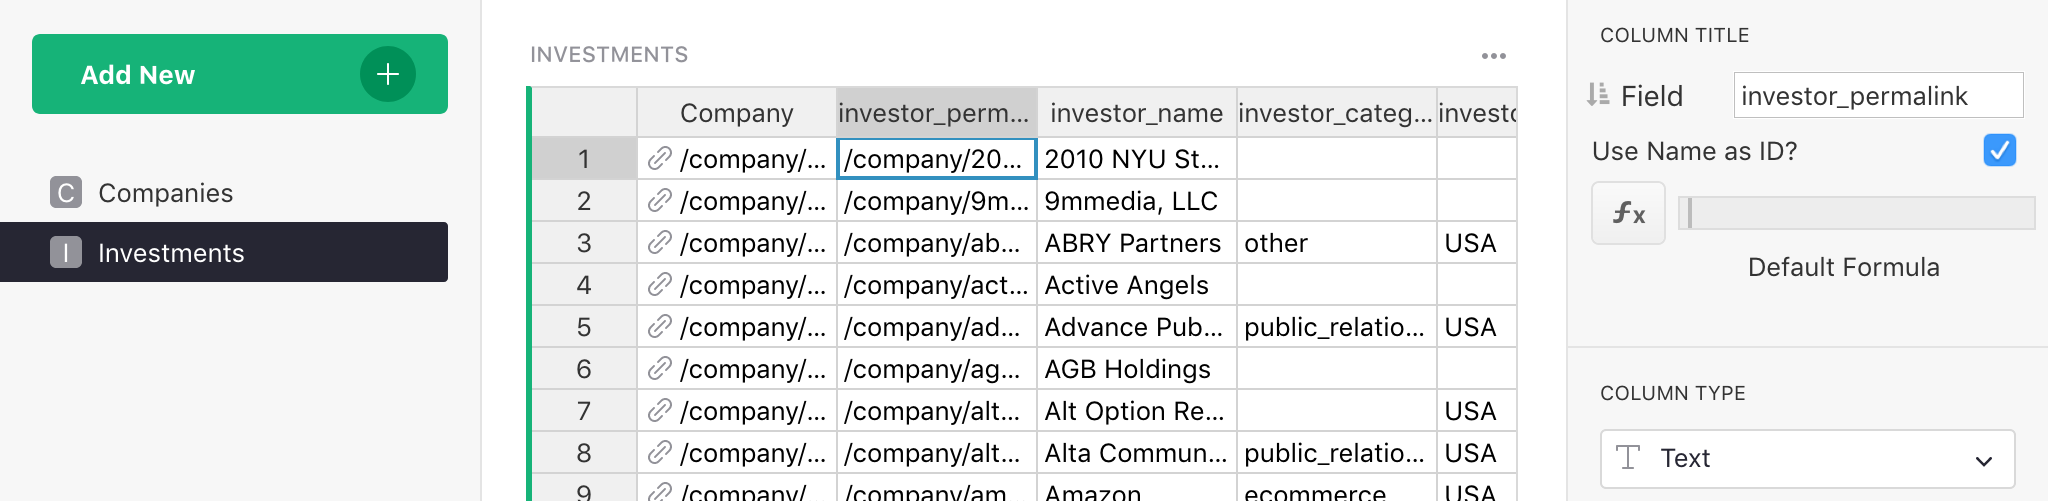 Add New
C Companies
I Investments
INVESTMENTS
Company investor_perm... investor_name investor_categ... investo
1 /company/... /company/20... 2010 NYU St...
2 /company/... /company/9m... 9mmedia, LLC
3 /company/... /company/ab... ABRY Partners other USA
4 /company/... /company/act... Active Angels
5 /company/... /company/ad... Advance Pub... public_relatio... USA
6 /company/... /company/ag... AGB Holdings
7 /company/... /company/alt... Alt Option Re... USA
8 /company/... /company/alt... Alta Commun... public_relatio... USA
9 /company/... /company/am... Amazon ecommerce USA
COLUMN TITLE
Field investor_permalink
Use Name as ID?
fx
Default Formula
COLUMN TYPE
T Text